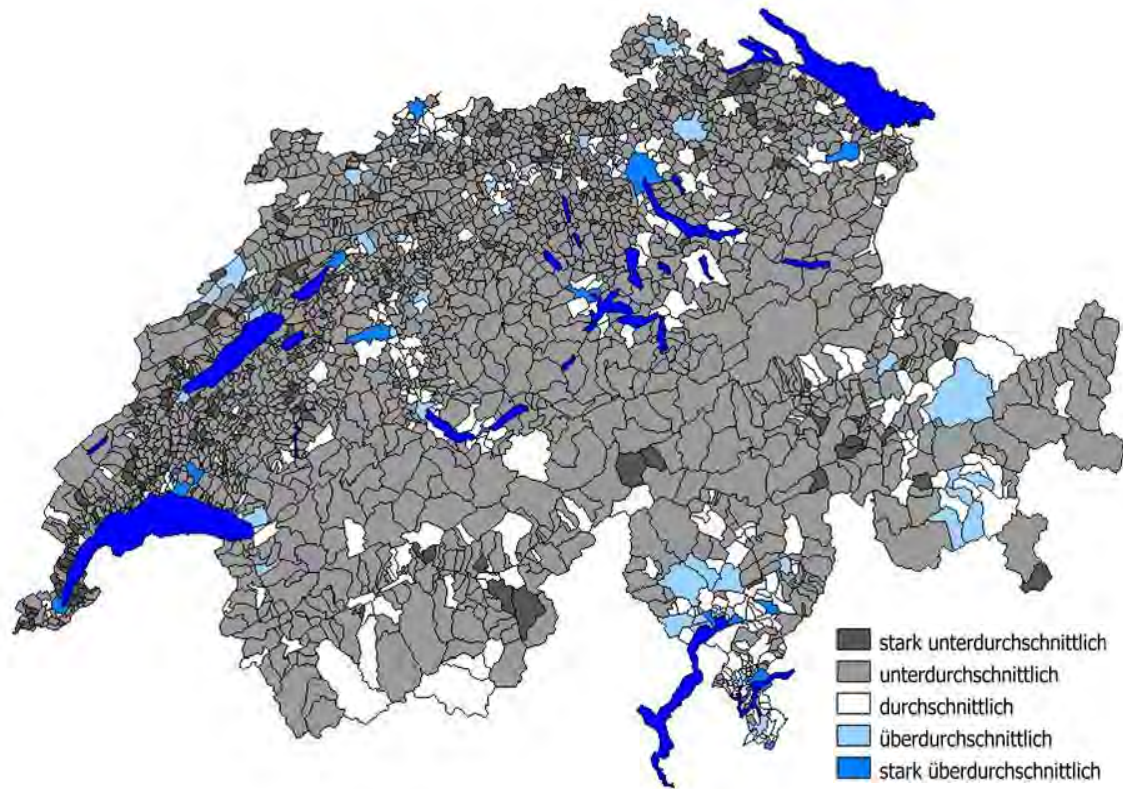 stark unterdurchschnittlich
unterdurchschnittlich
durchschnittlich
überdurchschnittlich
stark überdurchschnittlich